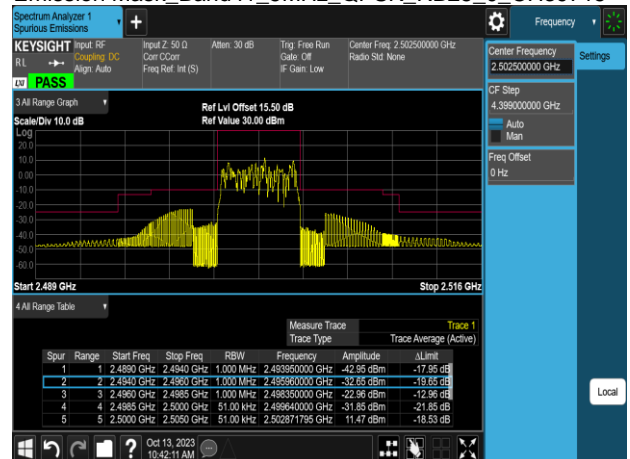 Spectrum Analyzer 1
Spurious Emissions
Frequency
KEYSIGHT
RL
LXI
PASS
Input: RF
Coupling: DC
Align: Auto
Input Z: 50 Ω
Corr CCorr
Freq Ref: Int (S)
Atten: 30 dB
Trig: Free Run
Gate: Off
IF Gain: Low
Center Freq: 2.502500000 GHz
Radio Std: None
Center Frequency
2.502500000 GHz
Settings
CF Step
4.399000000 GHz
Auto
Man
Freq Offset
0 Hz
3 All Range Graph
Scale/Div 10.0 dB
Ref Lvl Offset 15.50 dB
Ref Value 30.00 dBm
Log
20.0
10.0
0.00
-10.0
-20.0
-30.0
-40.0
-50.0
-60.0
Start 2.489 GHz
Stop 2.516 GHz
4 All Range Table
Measure Trace Trace 1
Trace Type Trace Average (Active)
Spur Range Start Freq Stop Freq RBW Frequency Amplitude ΔLimit
1 1 2.4890 GHz 2.4940 GHz 1.000 MHz 2.493950000 GHz -42.95 dBm -17.95 dB
2 2 2.4940 GHz 2.4960 GHz 1.000 MHz 2.495960000 GHz -32.65 dBm -19.65 dB
3 3 2.4960 GHz 2.4985 GHz 1.000 MHz 2.498350000 GHz -22.96 dBm -12.96 dB
4 4 2.4985 GHz 2.5000 GHz 51.00 kHz 2.499640000 GHz -31.85 dBm -21.85 dB
5 5 2.5000 GHz 2.5050 GHz 51.00 kHz 2.502871795 GHz 11.47 dBm -18.53 dB
Local
Oct 13, 2023
10:42:11 AM